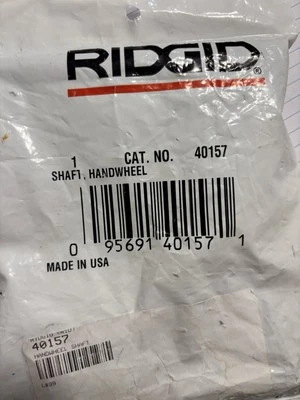 RIDGID®
1 CAT. NO. 40157
SHAFT, HANDWHEEL
0 95691 40157 1
MADE IN USA
40157
HANDWHEEL SHAFT